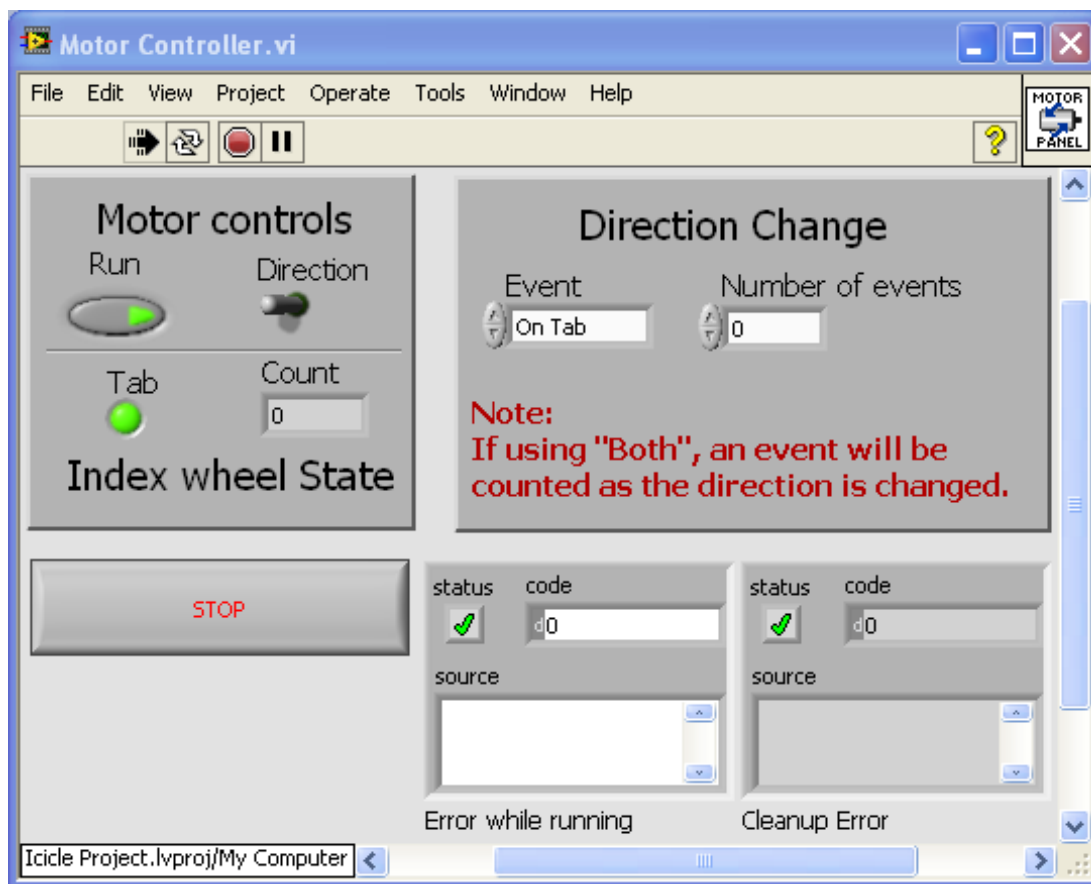 Motor Controller.vi
File Edit View Project Operate Tools Window Help
MOTOR
PANEL
Motor controls
Run Direction
Tab Count
0
Index wheel State
Direction Change
Event Number of events
On Tab 0
Note:
If using "Both", an event will be
counted as the direction is changed.
STOP
status code
d0
source
Error while running
status code
d0
source
Cleanup Error
Icicle Project.lvproj/My Computer